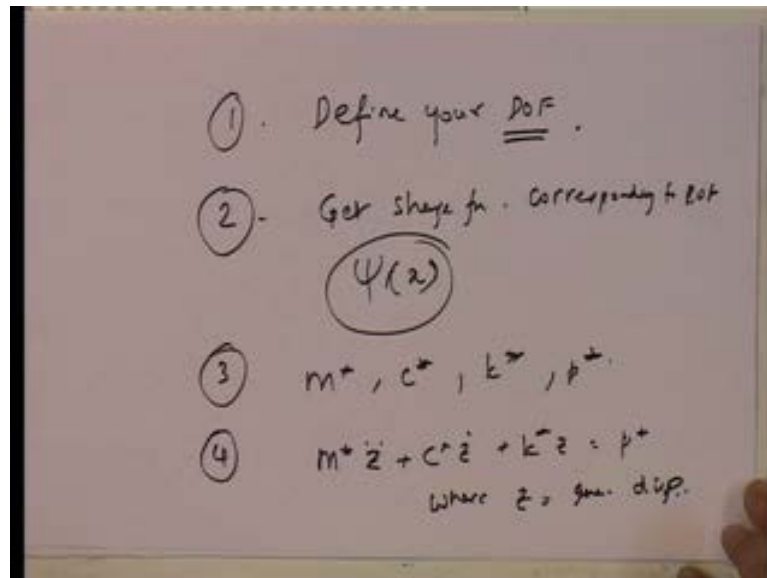 ① . Define your DOF .
② . Get shape fn . corresponding to DOF
Ψ(x)
③ m* , c* , k* , p* .
④ m* z̈ + c* ż + k* z = p*
where z = gen. disp.